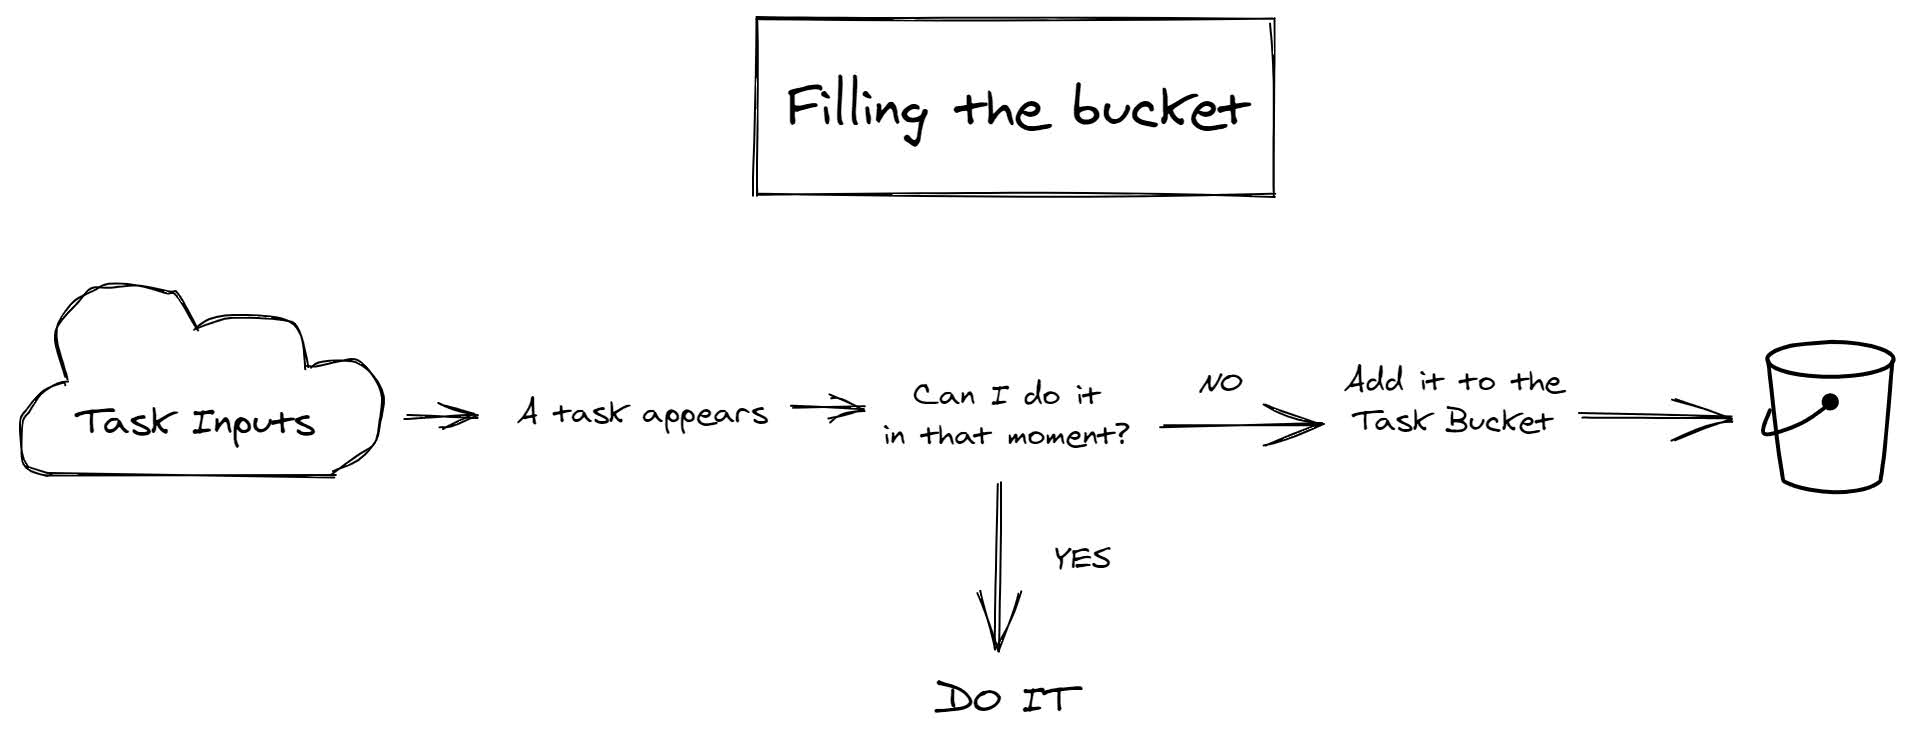 Filling the bucket
Task Inputs
A task appears
Can I do it
in that moment?
NO
Add it to the
Task Bucket
YES
DO IT